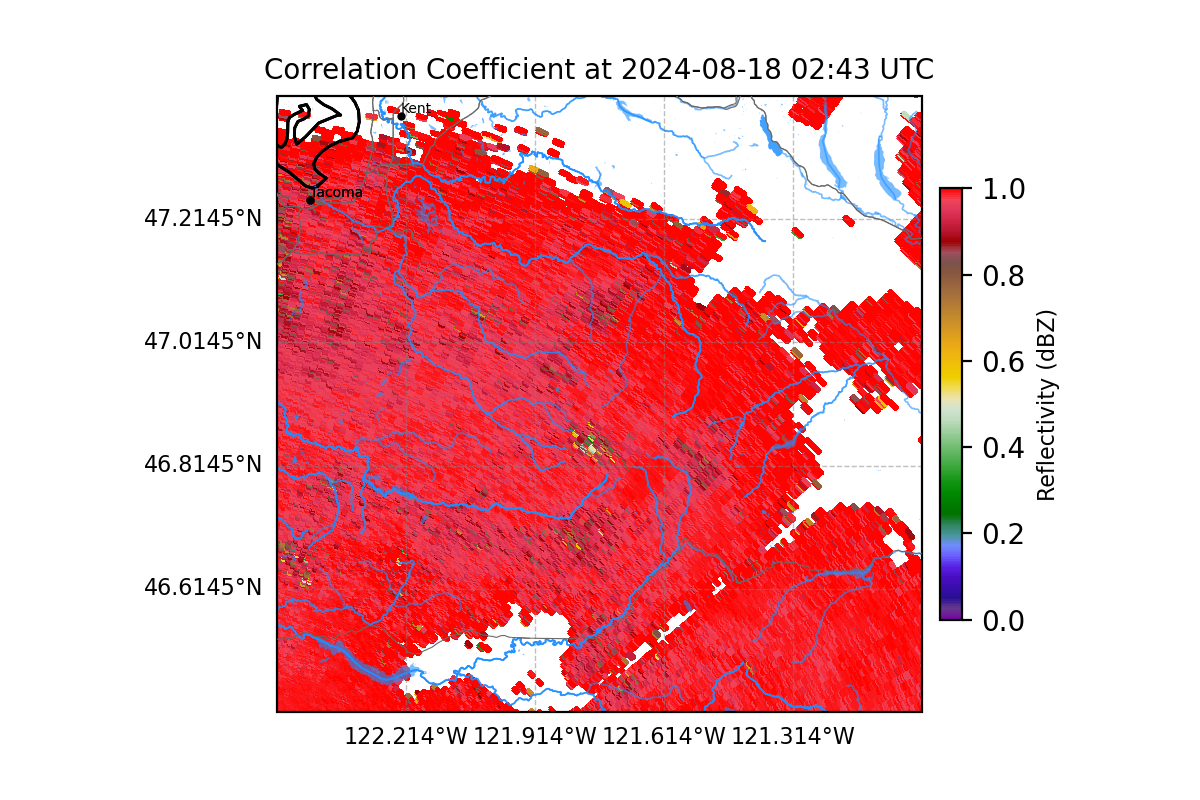 Correlation Coefficient at 2024-08-18 02:43 UTC
Kent
Tacoma
47.2145°N
47.0145°N
46.8145°N
46.6145°N
122.214°W 121.914°W 121.614°W 121.314°W
1.0
0.8
0.6
0.4
0.2
0.0
Reflectivity (dBZ)